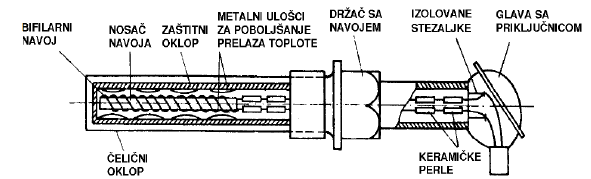 BIFILARNI
NAVOJ
NOSAČ
NAVOJA
ZAŠTITNI
OKLOP
METALNI ULOŠCI
ZA POBOLJŠANJE
PRELAZA TOPLOTE
DRŽAČ SA
NAVOJEM
IZOLOVANE
STEZALJKE
GLAVA SA
PRIKLJUČNICOM
ČELIČNI
OKLOP
KERAMIČKE
PERLE